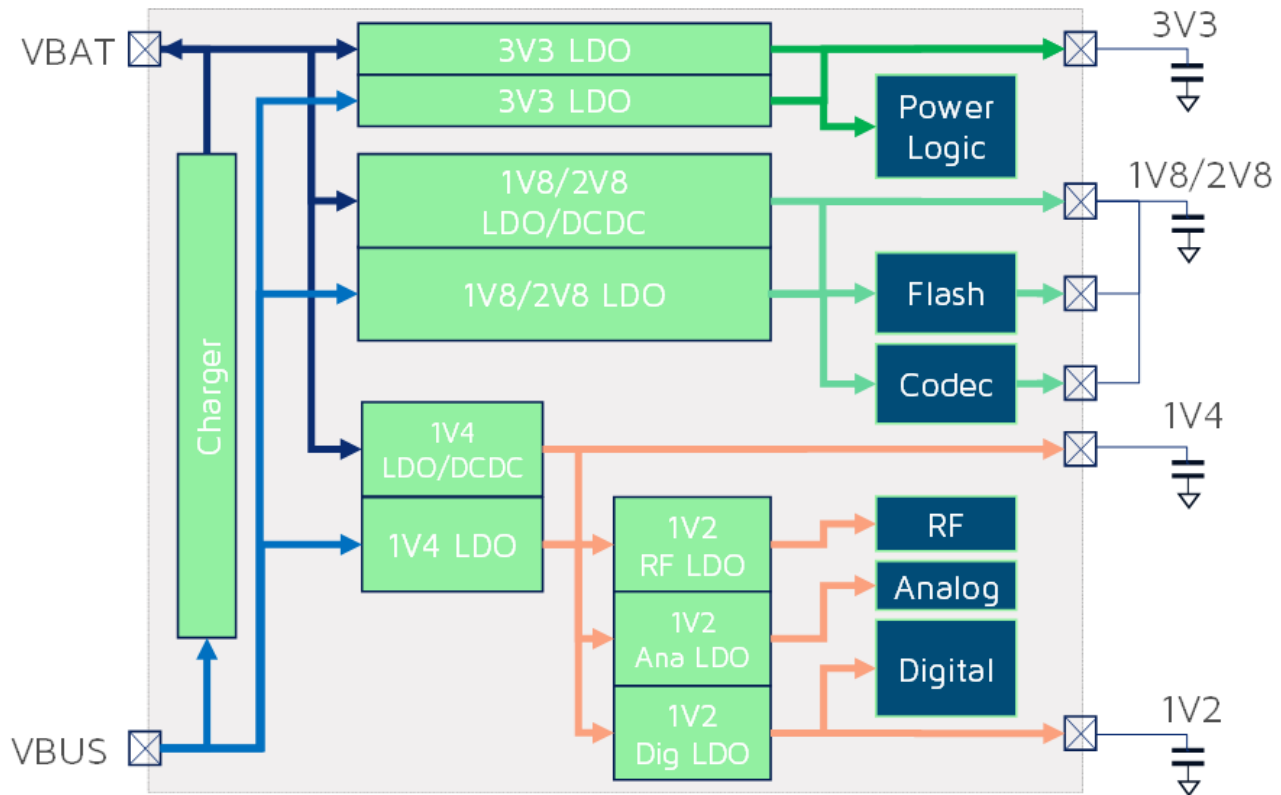 VBAT
3V3 LDO
3V3
3V3 LDO
Power
Logic
1V8/2V8
LDO/DCDC
1V8/2V8
1V8/2V8 LDO
Flash
Codec
Charger
1V4
LDO/DCDC
1V4
1V4 LDO
1V2
RF LDO
RF
Analog
1V2
Ana LDO
Digital
1V2
Dig LDO
VBUS
1V2